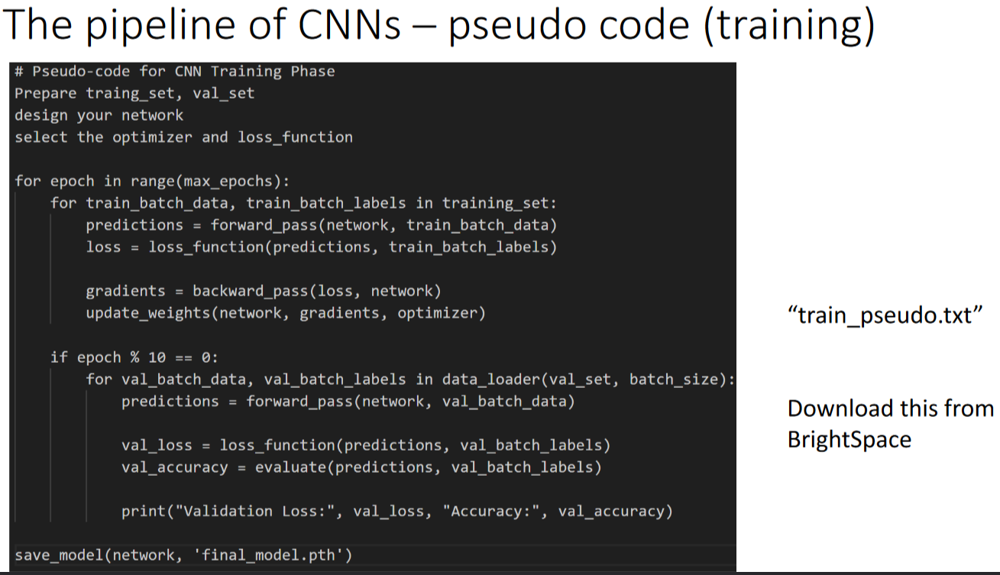 The pipeline of CNNs – pseudo code (training)
# Pseudo-code for CNN Training Phase
Prepare traing_set, val_set
design your network
select the optimizer and loss_function
for epoch in range(max_epochs):
for train_batch_data, train_batch_labels in training_set:
predictions = forward_pass(network, train_batch_data)
loss = loss_function(predictions, train_batch_labels)
gradients = backward_pass(loss, network)
update_weights(network, gradients, optimizer)
if epoch % 10 == 0:
for val_batch_data, val_batch_labels in data_loader(val_set, batch_size):
predictions = forward_pass(network, val_batch_data)
val_loss = loss_function(predictions, val_batch_labels)
val_accuracy = evaluate(predictions, val_batch_labels)
print("Validation Loss:", val_loss, "Accuracy:", val_accuracy)
save_model(network, 'final_model.pth')
“train_pseudo.txt”
Download this from
BrightSpace